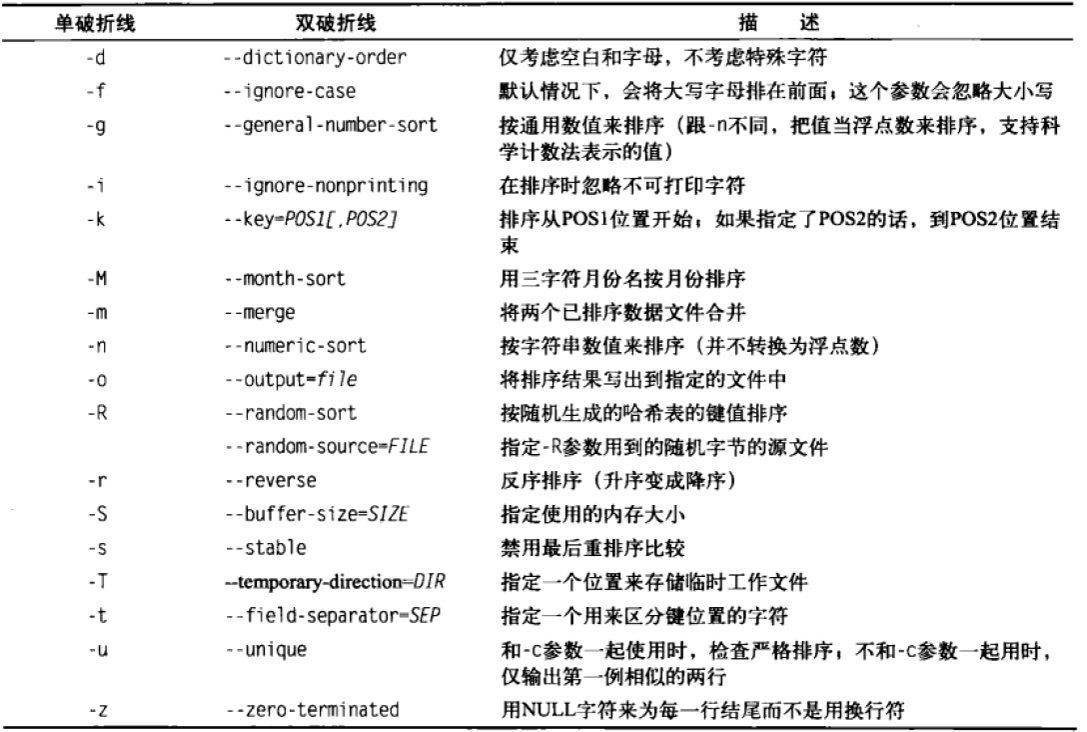 单破折线 双破折线 描 述
-d --dictionary-order 仅考虑空白和字母，不考虑特殊字符
-f --ignore-case 默认情况下，会将大写字母排在前面；这个参数会忽略大小写
-g --general-number-sort 按通用数值来排序（跟-n不同，把值当浮点数来排序，支持科
学计数法表示的值）
-i --ignore-nonprinting 在排序时忽略不可打印字符
-k --key=POS1[,POS2] 排序从POS1位置开始；如果指定了POS2的话，到POS2位置结
束
-M --month-sort 用三字符月份名按月份排序
-m --merge 将两个已排序数据文件合并
-n --numeric-sort 按字符串数值来排序（并不转换为浮点数）
-o --output=file 将排序结果写出到指定的文件中
-R --random-sort 按随机生成的哈希表的键值排序
--random-source=FILE 指定-R参数用到的随机字节的源文件
-r --reverse 反序排序（升序变成降序）
-S --buffer-size=SIZE 指定使用的内存大小
-s --stable 禁用最后重排序比较
-T --temporary-direction=DIR 指定一个位置来存储临时工作文件
-t --field-separator=SEP 指定一个用来区分键位置的字符
-u --unique 和-c参数一起使用时，检查严格排序；不和-c参数一起用时，
仅输出第一例相似的两行
-z --zero-terminated 用NULL字符来为每一行结尾而不是用换行符